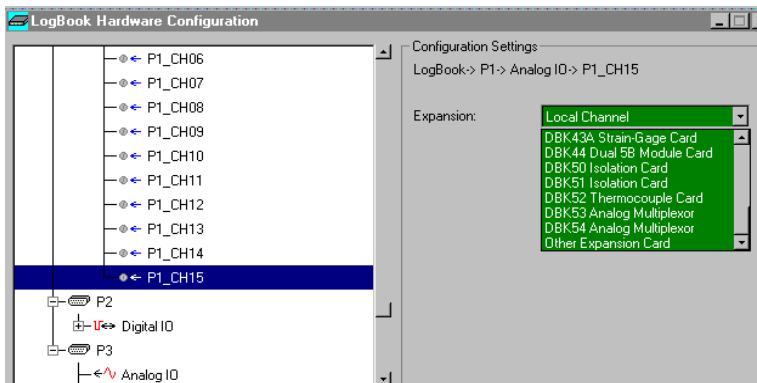 LogBook Hardware Configuration
P1_CH06
P1_CH07
P1_CH08
P1_CH09
P1_CH10
P1_CH11
P1_CH12
P1_CH13
P1_CH14
P1_CH15
P2
Digital IO
P3
Analog IO
Configuration Settings
LogBook-> P1-> Analog IO-> P1_CH15
Expansion:
Local Channel
DBK43A Strain-Gage Card
DBK44 Dual 5B Module Card
DBK50 Isolation Card
DBK51 Isolation Card
DBK52 Thermocouple Card
DBK53 Analog Multiplexor
DBK54 Analog Multiplexor
Other Expansion Card